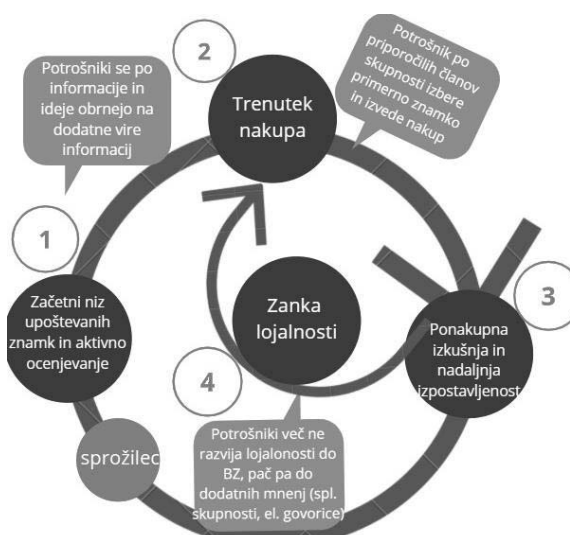 2
Potrošniki se po
informacije in
ideje obrnejo na
dodatne vire
informacij
Trenutek
nakupa
Potrošnik po
priporočilih članov
skupnosti izbere
primerno znamko
in izvede nakup
1
Začetni niz
upoštevanih
znamk in aktivno
ocenjevanje
Zanka
lojalnosti
3
Ponakupna
izkušnja in
nadaljnja
izpostavljenost
4
Potrošniki več ne
razvija lojalonosti do
BZ, pač pa do
dodatnih mnenj (spl.
skupnosti, el. govorice)
sprožilec